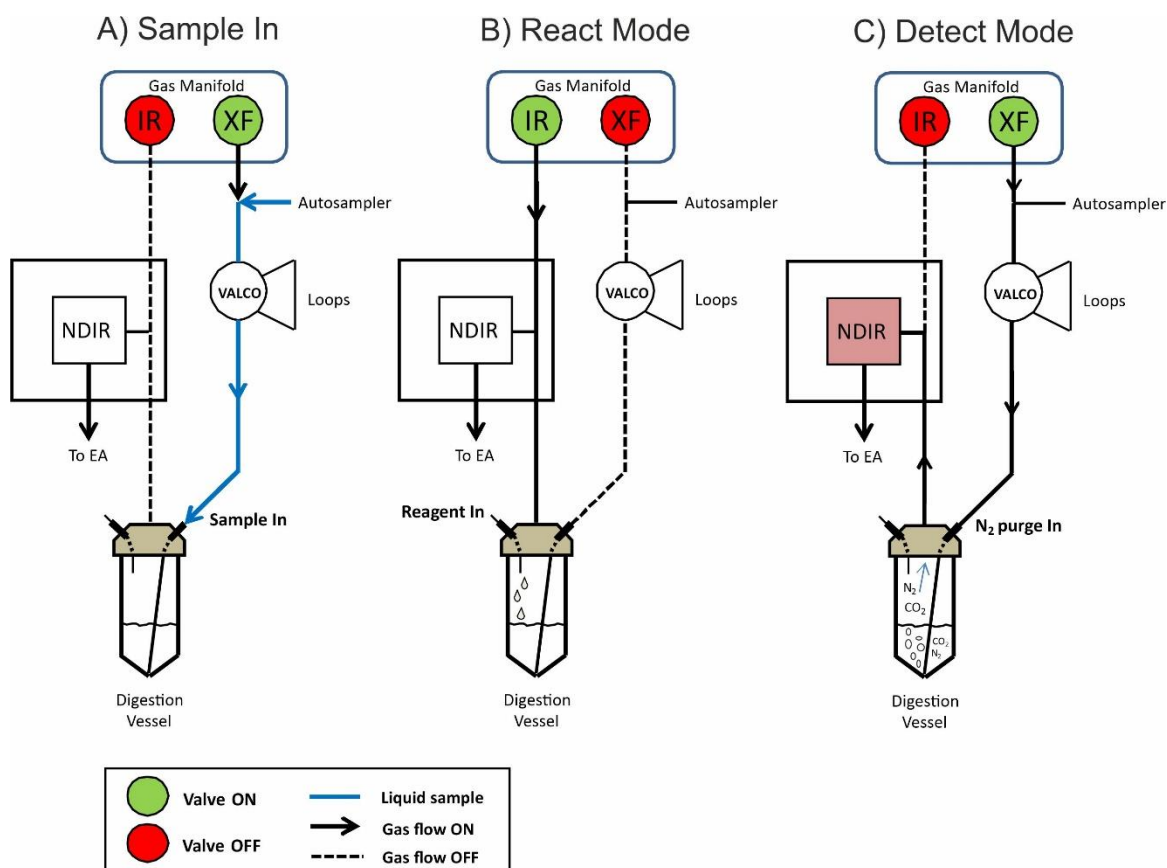 A) Sample In
Gas Manifold
IR
XF
Autosampler
VALCO
Loops
NDIR
To EA
Sample In
Digestion
Vessel
B) React Mode
Gas Manifold
IR
XF
Autosampler
VALCO
Loops
NDIR
To EA
Reagent In
Digestion
Vessel
C) Detect Mode
Gas Manifold
IR
XF
Autosampler
VALCO
Loops
NDIR
To EA
N₂ purge In
N₂
CO₂
CO₂
N₂
Digestion
Vessel
Valve ON
Valve OFF
Liquid sample
Gas flow ON
Gas flow OFF